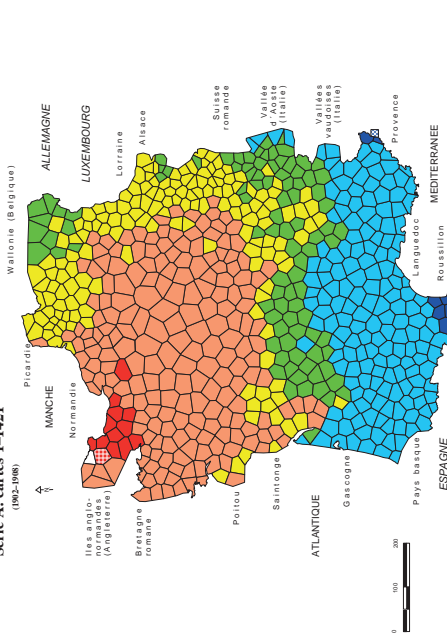 Série A: cartes 1–1421
(1902–1908)
N
Wallonie (Belgique)
ALLEMAGNE
LUXEMBOURG
Lorraine
Alsace
Suisse
romande
Vallée
d'Aoste
(Italie)
Vallées
vaudoises
(Italie)
Provence
MEDITERRANEE
Languedoc
Roussillon
Picardie
MANCHE
Normandie
Iles anglo-
normandes
(Angleterre)
Bretagne
romane
Poitou
Saintonge
ATLANTIQUE
Gascogne
Pays basque
ESPAGNE
0 100 200